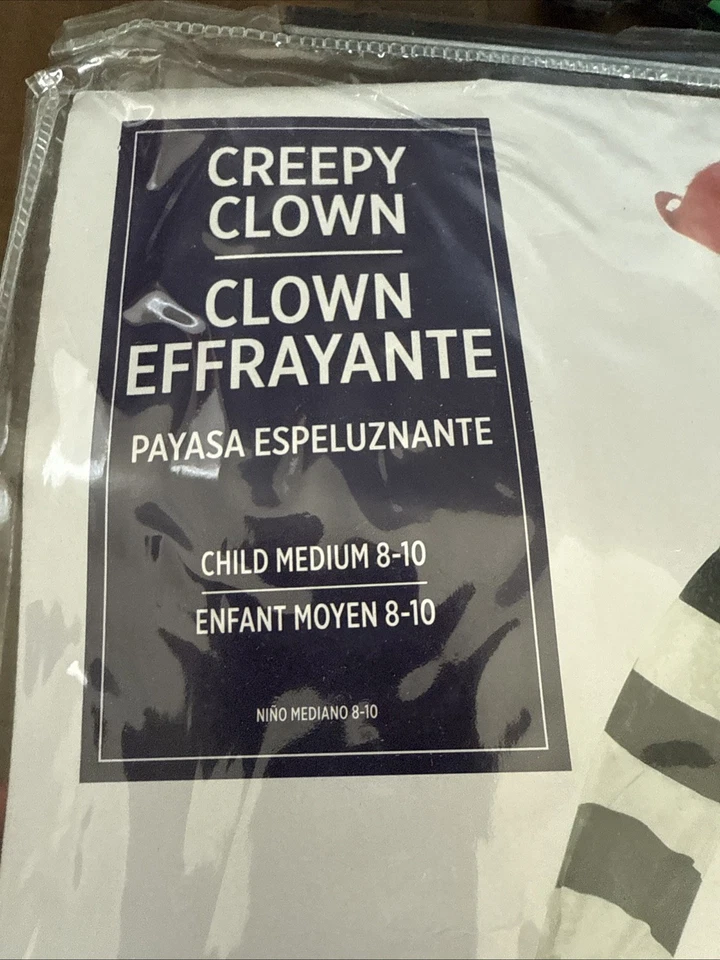 CREEPY
CLOWN
CLOWN
EFFRAYANTE
PAYASA ESPELUZNANTE
CHILD MEDIUM 8-10
ENFANT MOYEN 8-10
NIÑO MEDIANO 8-10